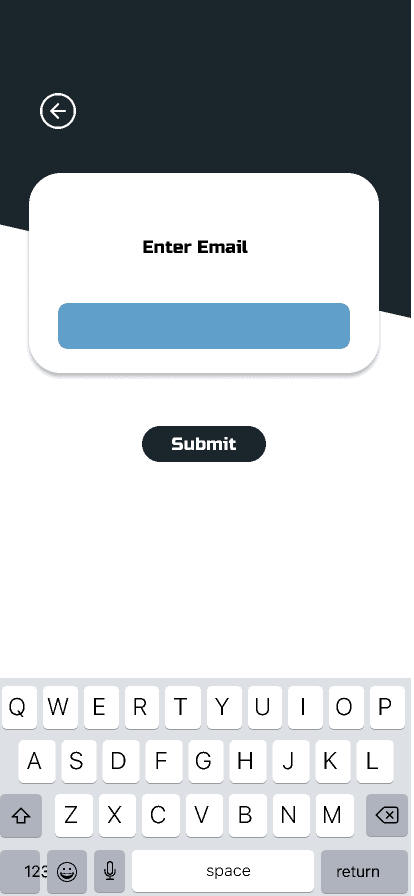 Enter Email
Submit
Q W E R T Y U I O P
A S D F G H J K L
Z X C V B N M
123 space return